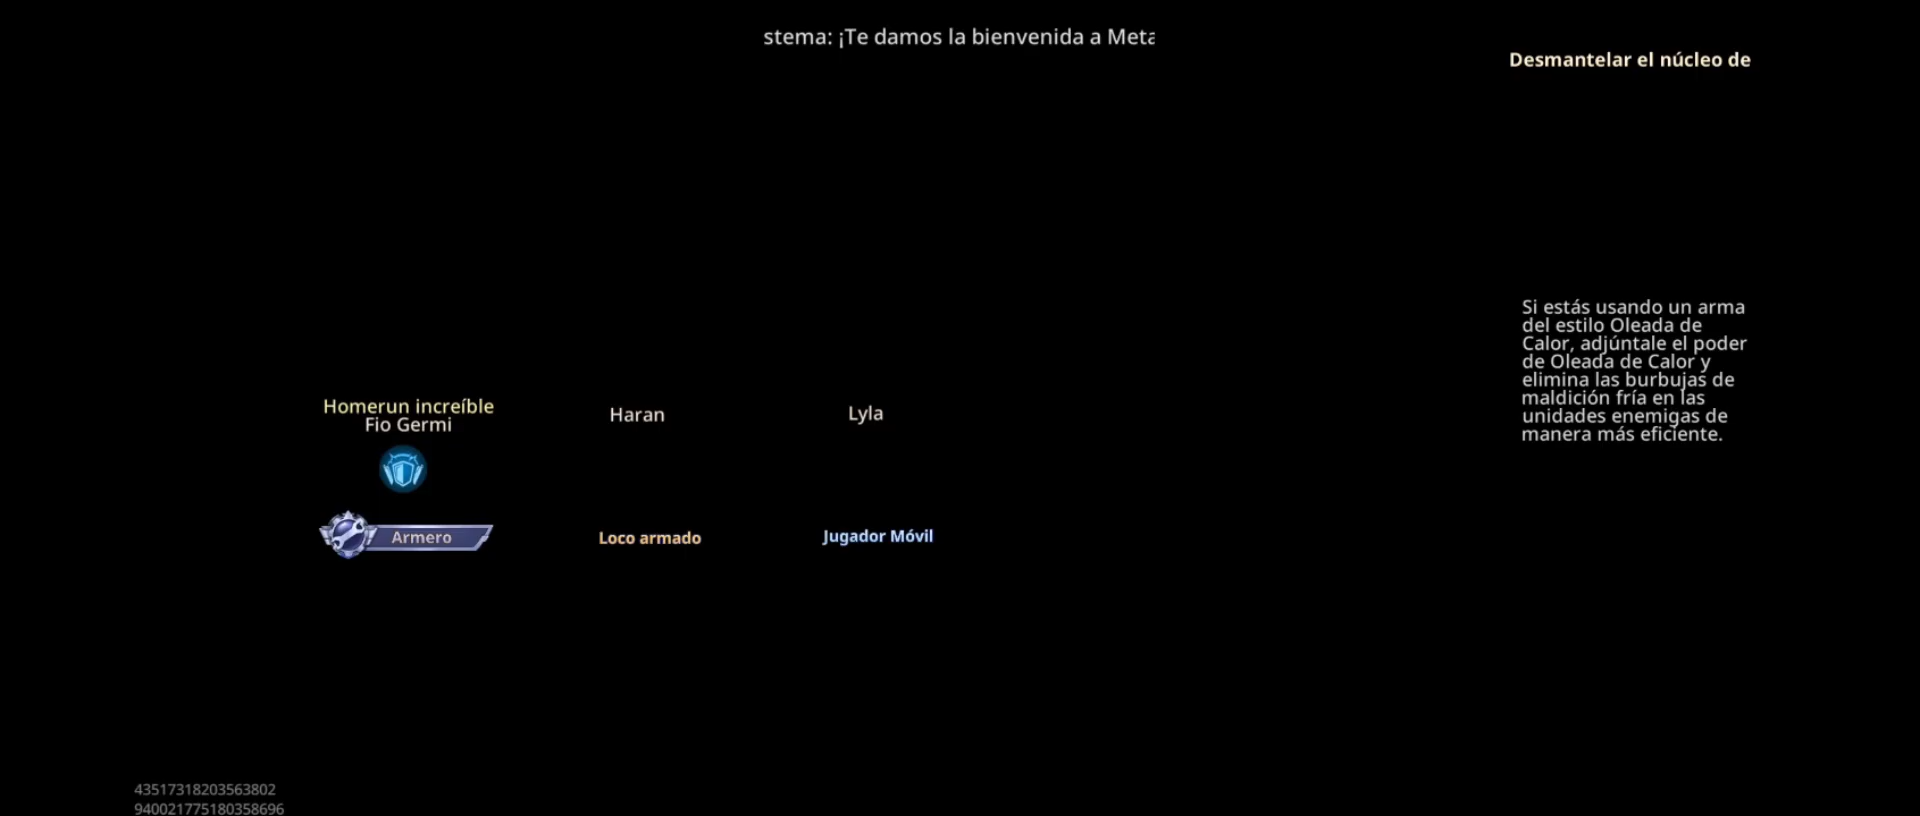 stema: ¡Te damos la bienvenida a Meta
Desmantelar el núcleo de
Si estás usando un arma
del estilo Oleada de
Calor, adjúntale el poder
de Oleada de Calor y
elimina las burbujas de
maldición fría en las
unidades enemigas de
manera más eficiente.
Homerun increíble
Fio Germi
Haran
Lyla
Armero
Loco armado
Jugador Móvil
43517318203563802
940021775180358696